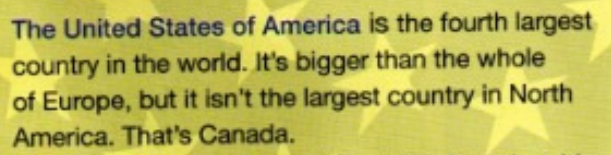 The United States of America is the fourth largest
country in the world. It's bigger than the whole
of Europe, but it isn't the largest country in North
America. That's Canada.